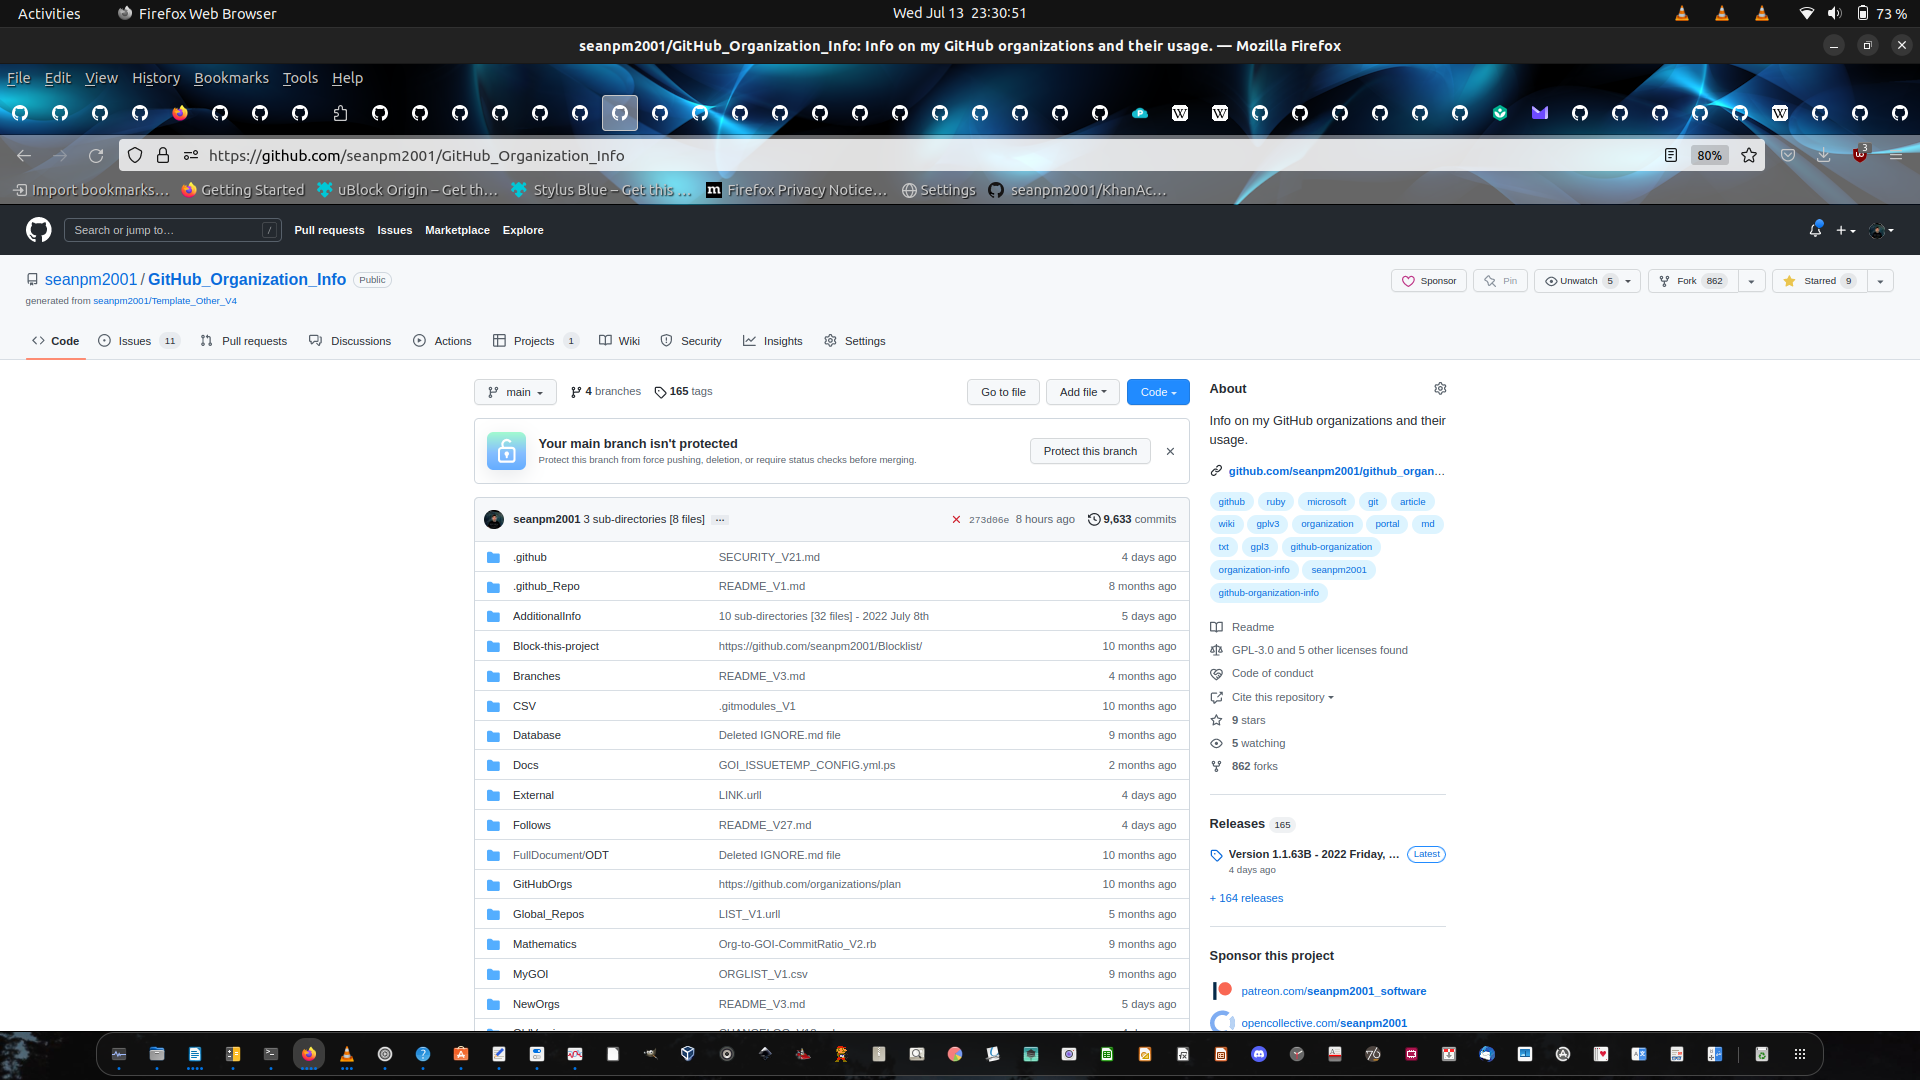 Activities
Firefox Web Browser
Wed Jul 13 23:30:51
73 %
seanpm2001/GitHub_Organization_Info: Info on my GitHub organizations and their usage. — Mozilla Firefox
File Edit View History Bookmarks Tools Help
https://github.com/seanpm2001/GitHub_Organization_Info
80%
3
Import bookmarks…
Getting Started
uBlock Origin – Get th…
Stylus Blue – Get this …
Firefox Privacy Notice…
Settings
seanpm2001/KhanAc…
Search or jump to…
/
Pull requests Issues Marketplace Explore
seanpm2001 / GitHub_Organization_Info Public
generated from seanpm2001/Template_Other_V4
Sponsor
Pin
Unwatch 5
Fork 862
Starred 9
Code
Issues 11
Pull requests
Discussions
Actions
Projects 1
Wiki
Security
Insights
Settings
main
4 branches
165 tags
Go to file
Add file
Code
Your main branch isn't protected
Protect this branch from force pushing, deletion, or require status checks before merging.
Protect this branch
seanpm2001 3 sub-directories [8 files] …
273d06e 8 hours ago
9,633 commits
.github SECURITY_V21.md 4 days ago
.github_Repo README_V1.md 8 months ago
AdditionalInfo 10 sub-directories [32 files] - 2022 July 8th 5 days ago
Block-this-project https://github.com/seanpm2001/Blocklist/ 10 months ago
Branches README_V3.md 4 months ago
CSV .gitmodules_V1 10 months ago
Database Deleted IGNORE.md file 9 months ago
Docs GOI_ISSUETEMP_CONFIG.yml.ps 2 months ago
External LINK.urll 4 days ago
Follows README_V27.md 4 days ago
FullDocument/ODT Deleted IGNORE.md file 10 months ago
GitHubOrgs https://github.com/organizations/plan 10 months ago
Global_Repos LIST_V1.urll 5 months ago
Mathematics Org-to-GOI-CommitRatio_V2.rb 9 months ago
MyGOI ORGLIST_V1.csv 9 months ago
NewOrgs README_V3.md 5 days ago
About
Info on my GitHub organizations and their
usage.
github.com/seanpm2001/github_organ…
github ruby microsoft git article
wiki gplv3 organization portal md
txt gpl3 github-organization
organization-info seanpm2001
github-organization-info
Readme
GPL-3.0 and 5 other licenses found
Code of conduct
Cite this repository
9 stars
5 watching
862 forks
Releases 165
Version 1.1.63B - 2022 Friday, … Latest
4 days ago
+ 164 releases
Sponsor this project
patreon.com/seanpm2001_software
opencollective.com/seanpm2001